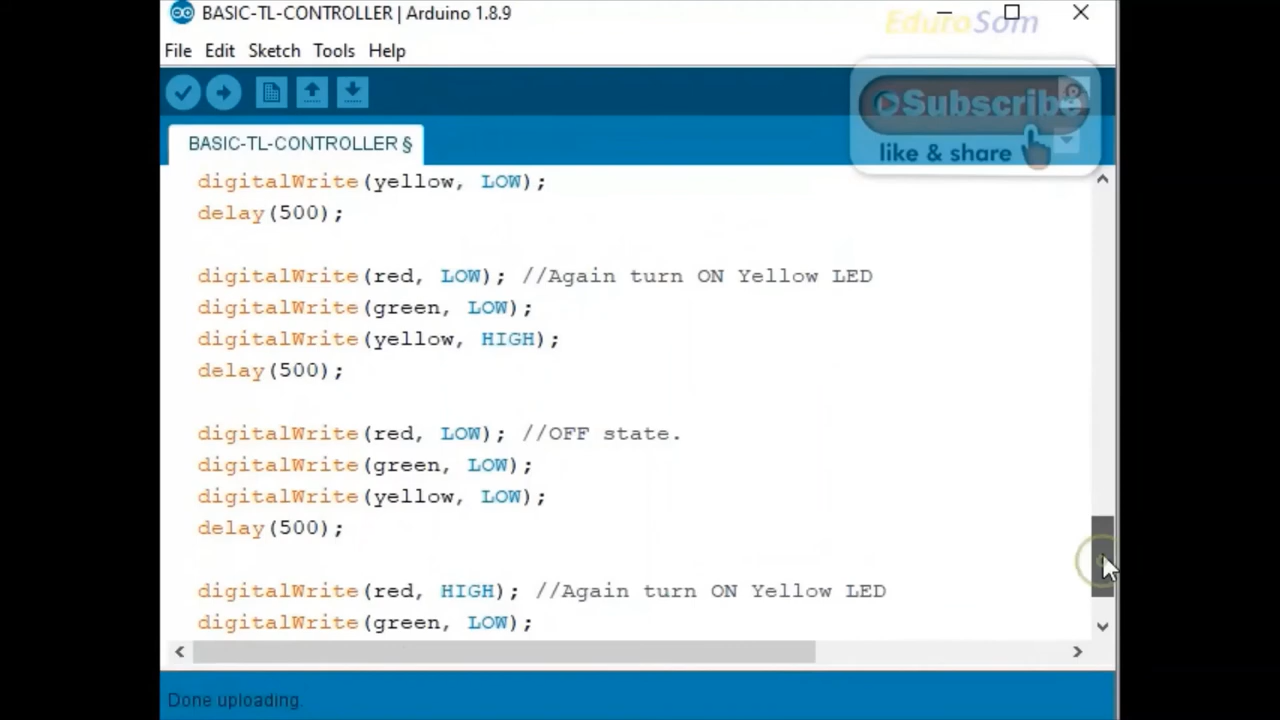 BASIC-TL-CONTROLLER | Arduino 1.8.9
EduroSom
File Edit Sketch Tools Help
Subscribe
like & share
BASIC-TL-CONTROLLER §
digitalWrite(yellow, LOW);
delay(500);
digitalWrite(red, LOW); //Again turn ON Yellow LED
digitalWrite(green, LOW);
digitalWrite(yellow, HIGH);
delay(500);
digitalWrite(red, LOW); //OFF state.
digitalWrite(green, LOW);
digitalWrite(yellow, LOW);
delay(500);
digitalWrite(red, HIGH); //Again turn ON Yellow LED
digitalWrite(green, LOW);
Done uploading.